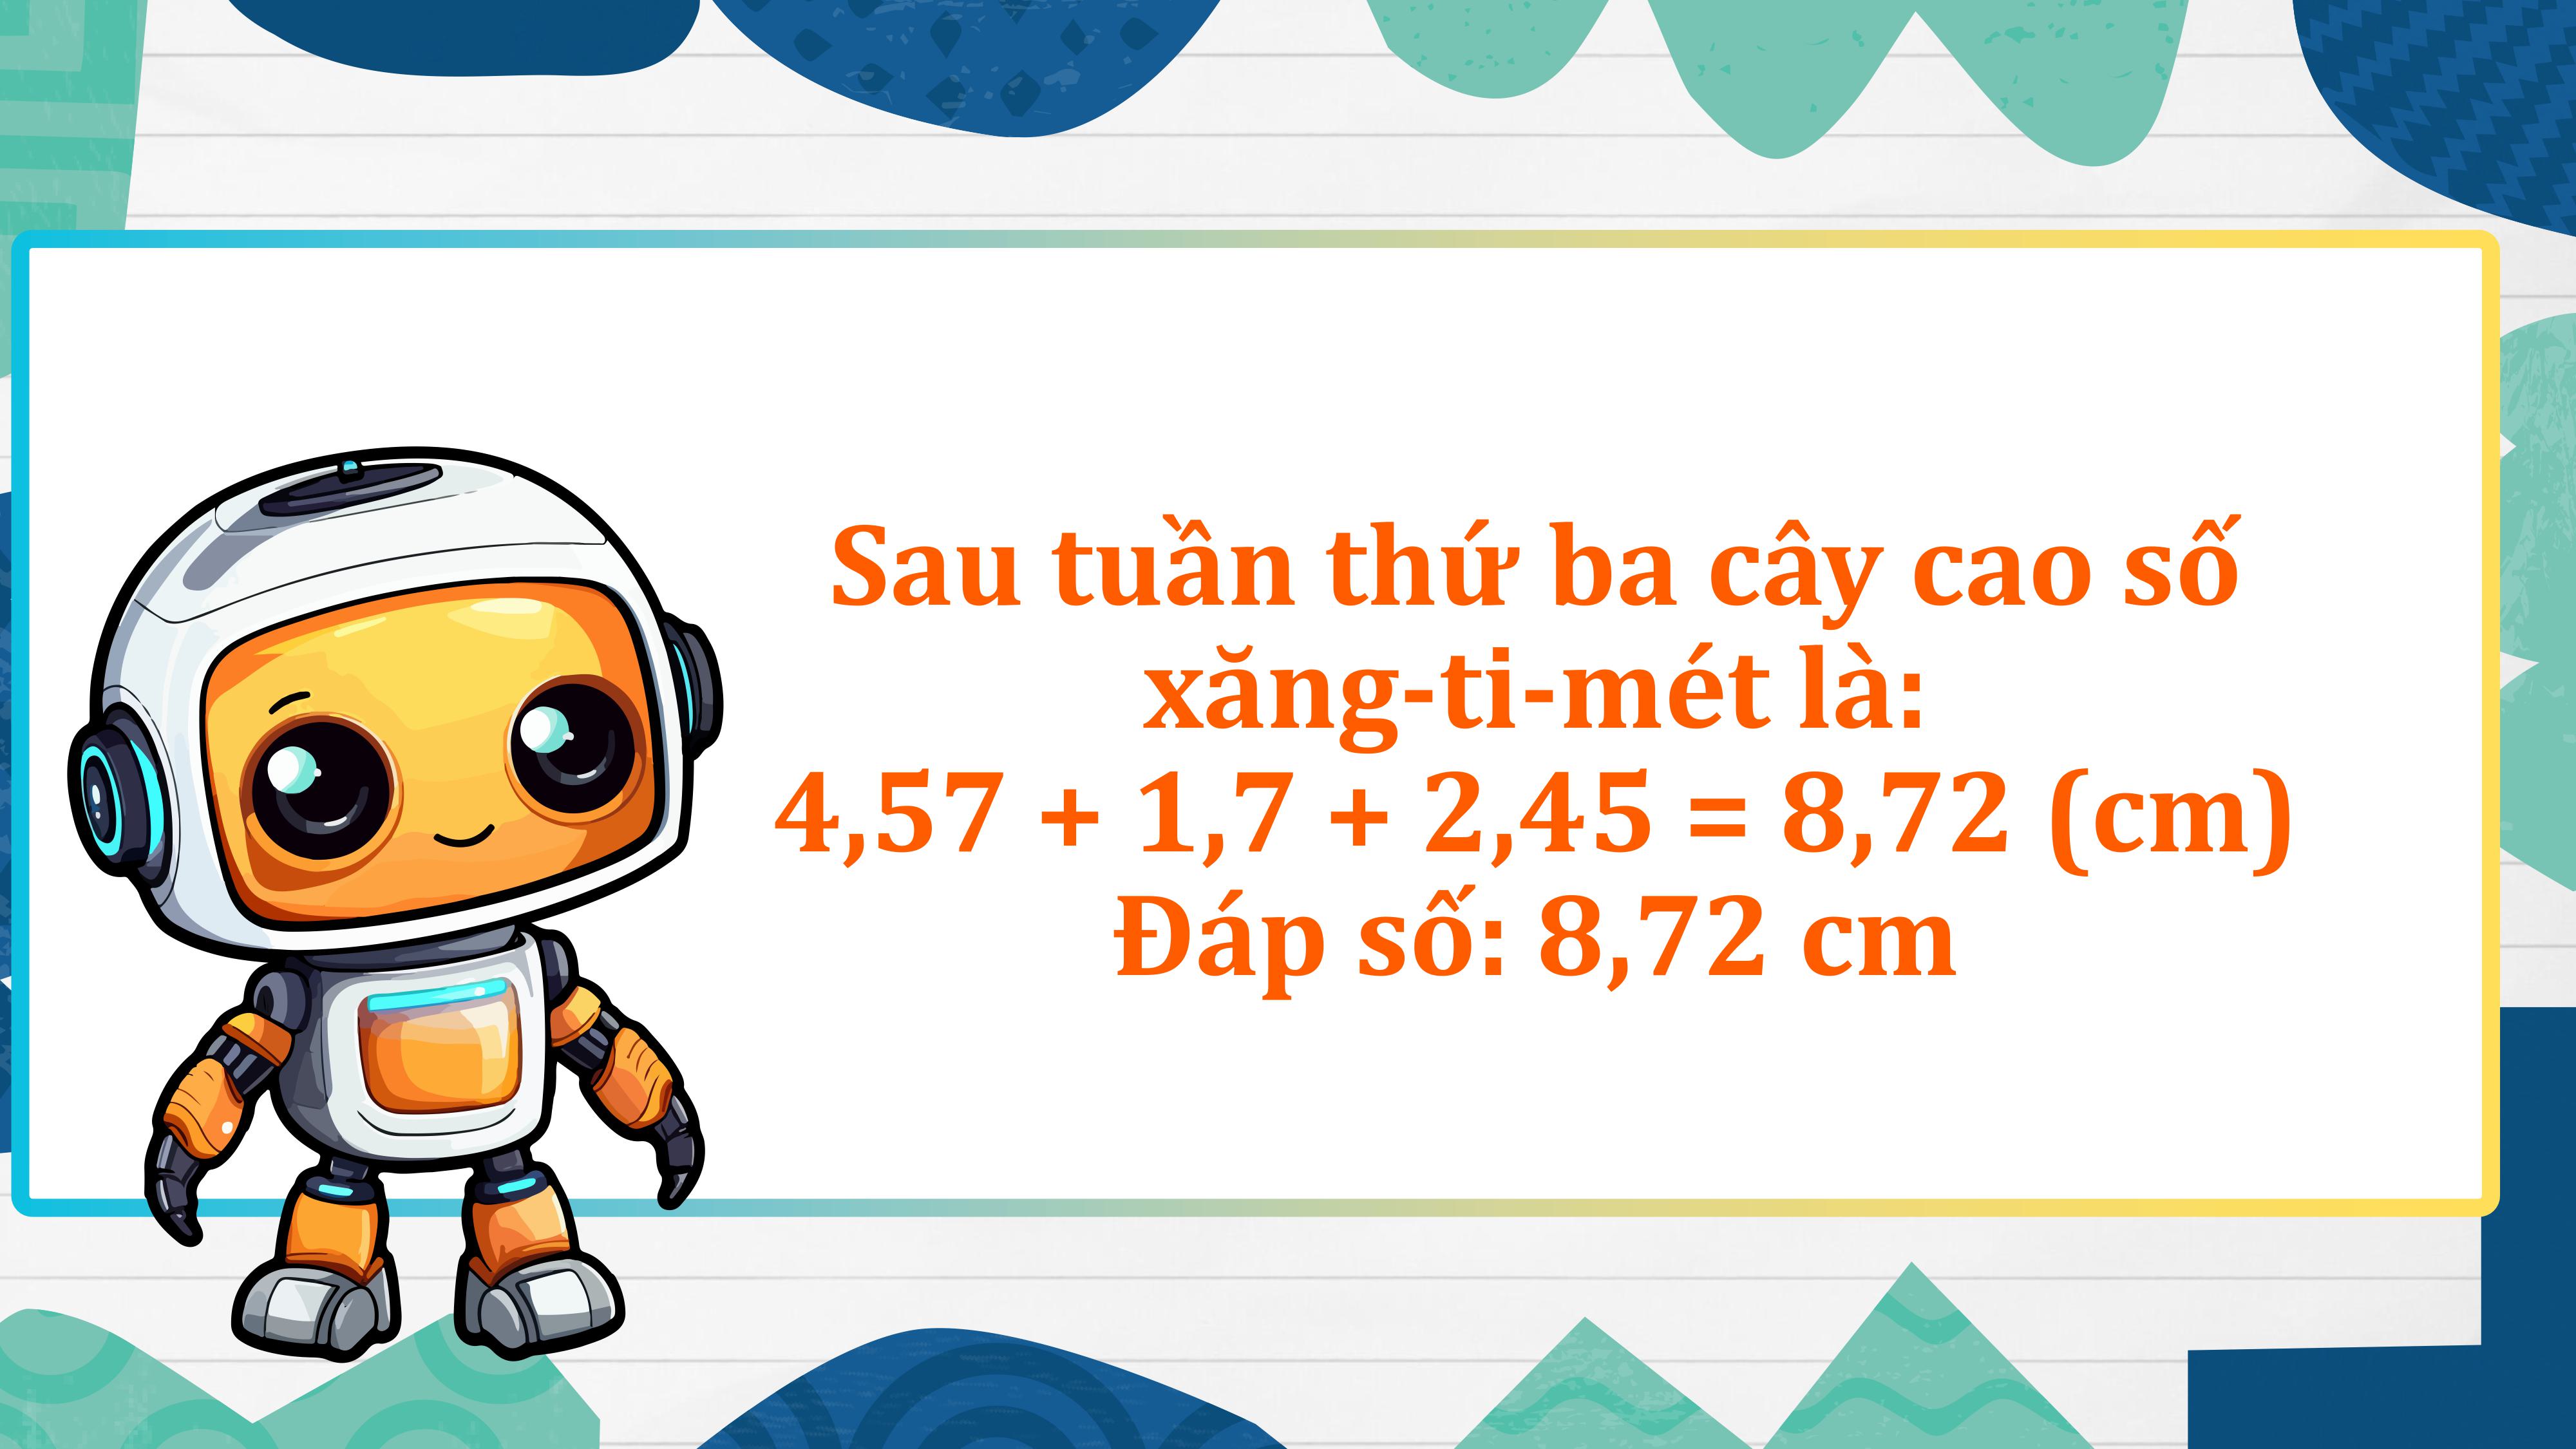 Sau tuần thứ ba cây cao số
xăng-ti-mét là:
4,57 + 1,7 + 2,45 = 8,72 (cm)
Đáp số: 8,72 cm